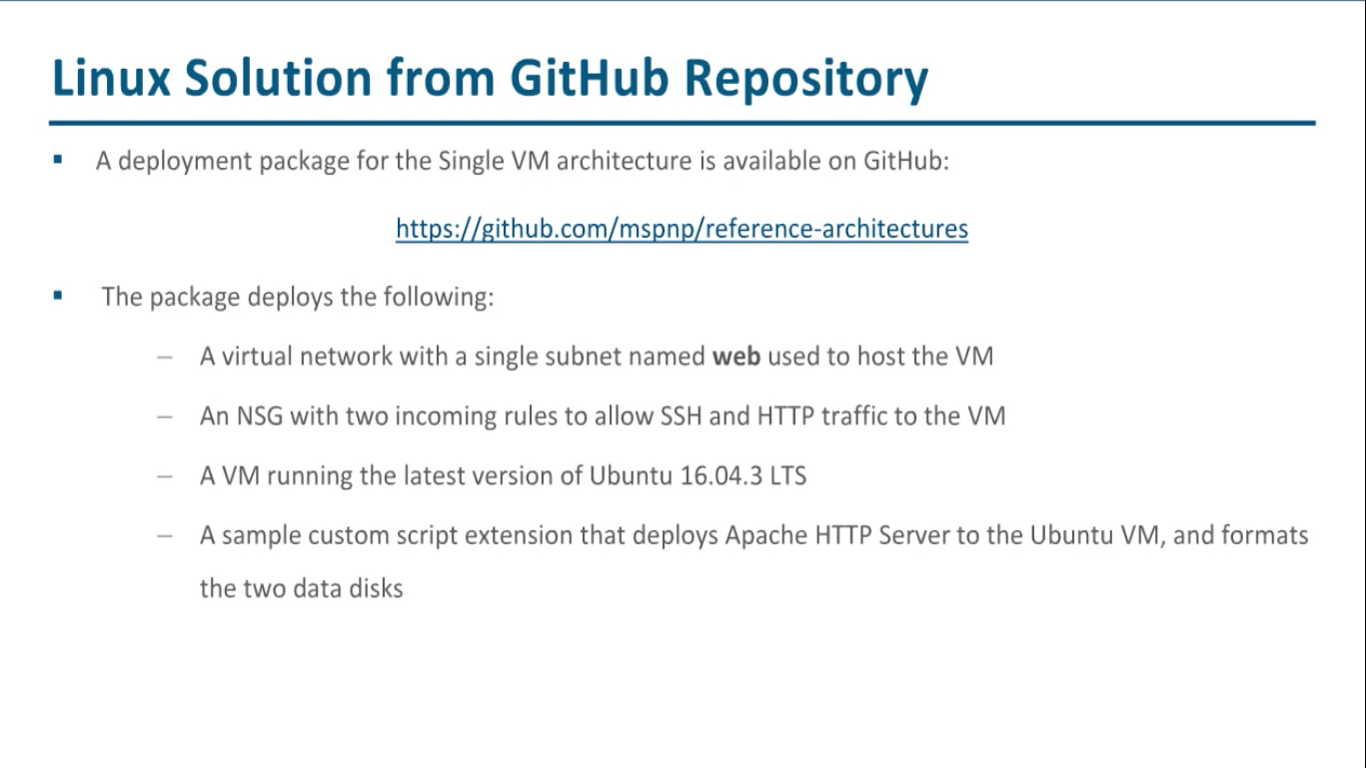 Linux Solution from GitHub Repository
▪ A deployment package for the Single VM architecture is available on GitHub:
https://github.com/mspnp/reference-architectures
▪ The package deploys the following:
– A virtual network with a single subnet named web used to host the VM
– An NSG with two incoming rules to allow SSH and HTTP traffic to the VM
– A VM running the latest version of Ubuntu 16.04.3 LTS
– A sample custom script extension that deploys Apache HTTP Server to the Ubuntu VM, and formats
the two data disks